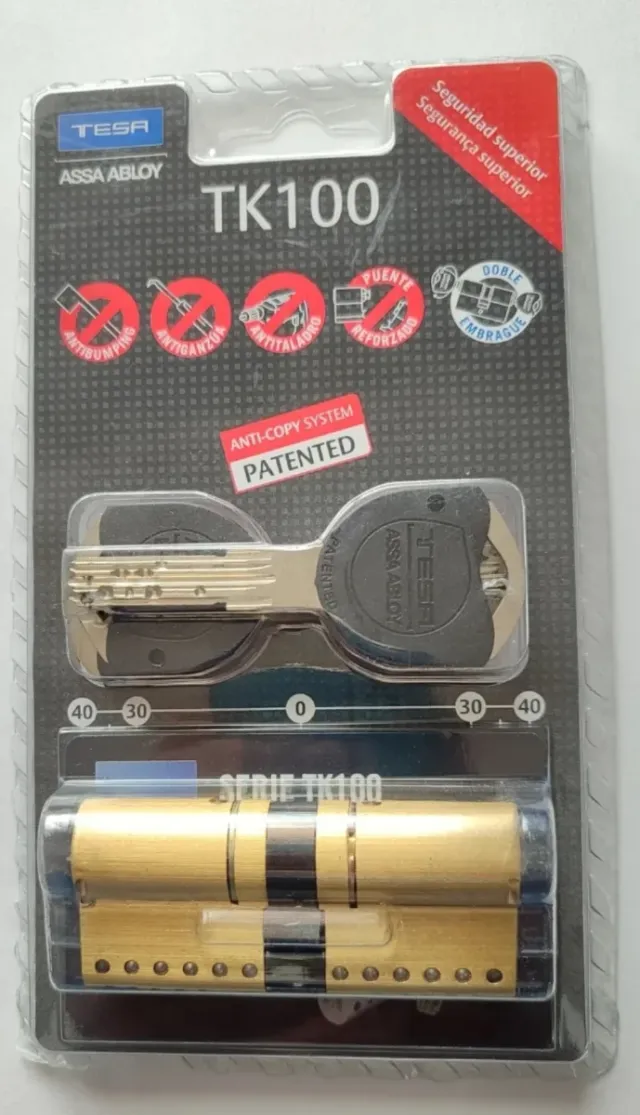 TESA
ASSA ABLOY
Seguridad superior
Segurança superior
TK100
ANTIBUMPING
ANTIGANZÚA
ANTITALADRO
PUENTE
REFORZADO
DOBLE
EMBRAGUE
ANTI-COPY SYSTEM
PATENTED
PATENTED
TESA
ASSA ABLOY
40 30 0 30 40
SERIE TK100